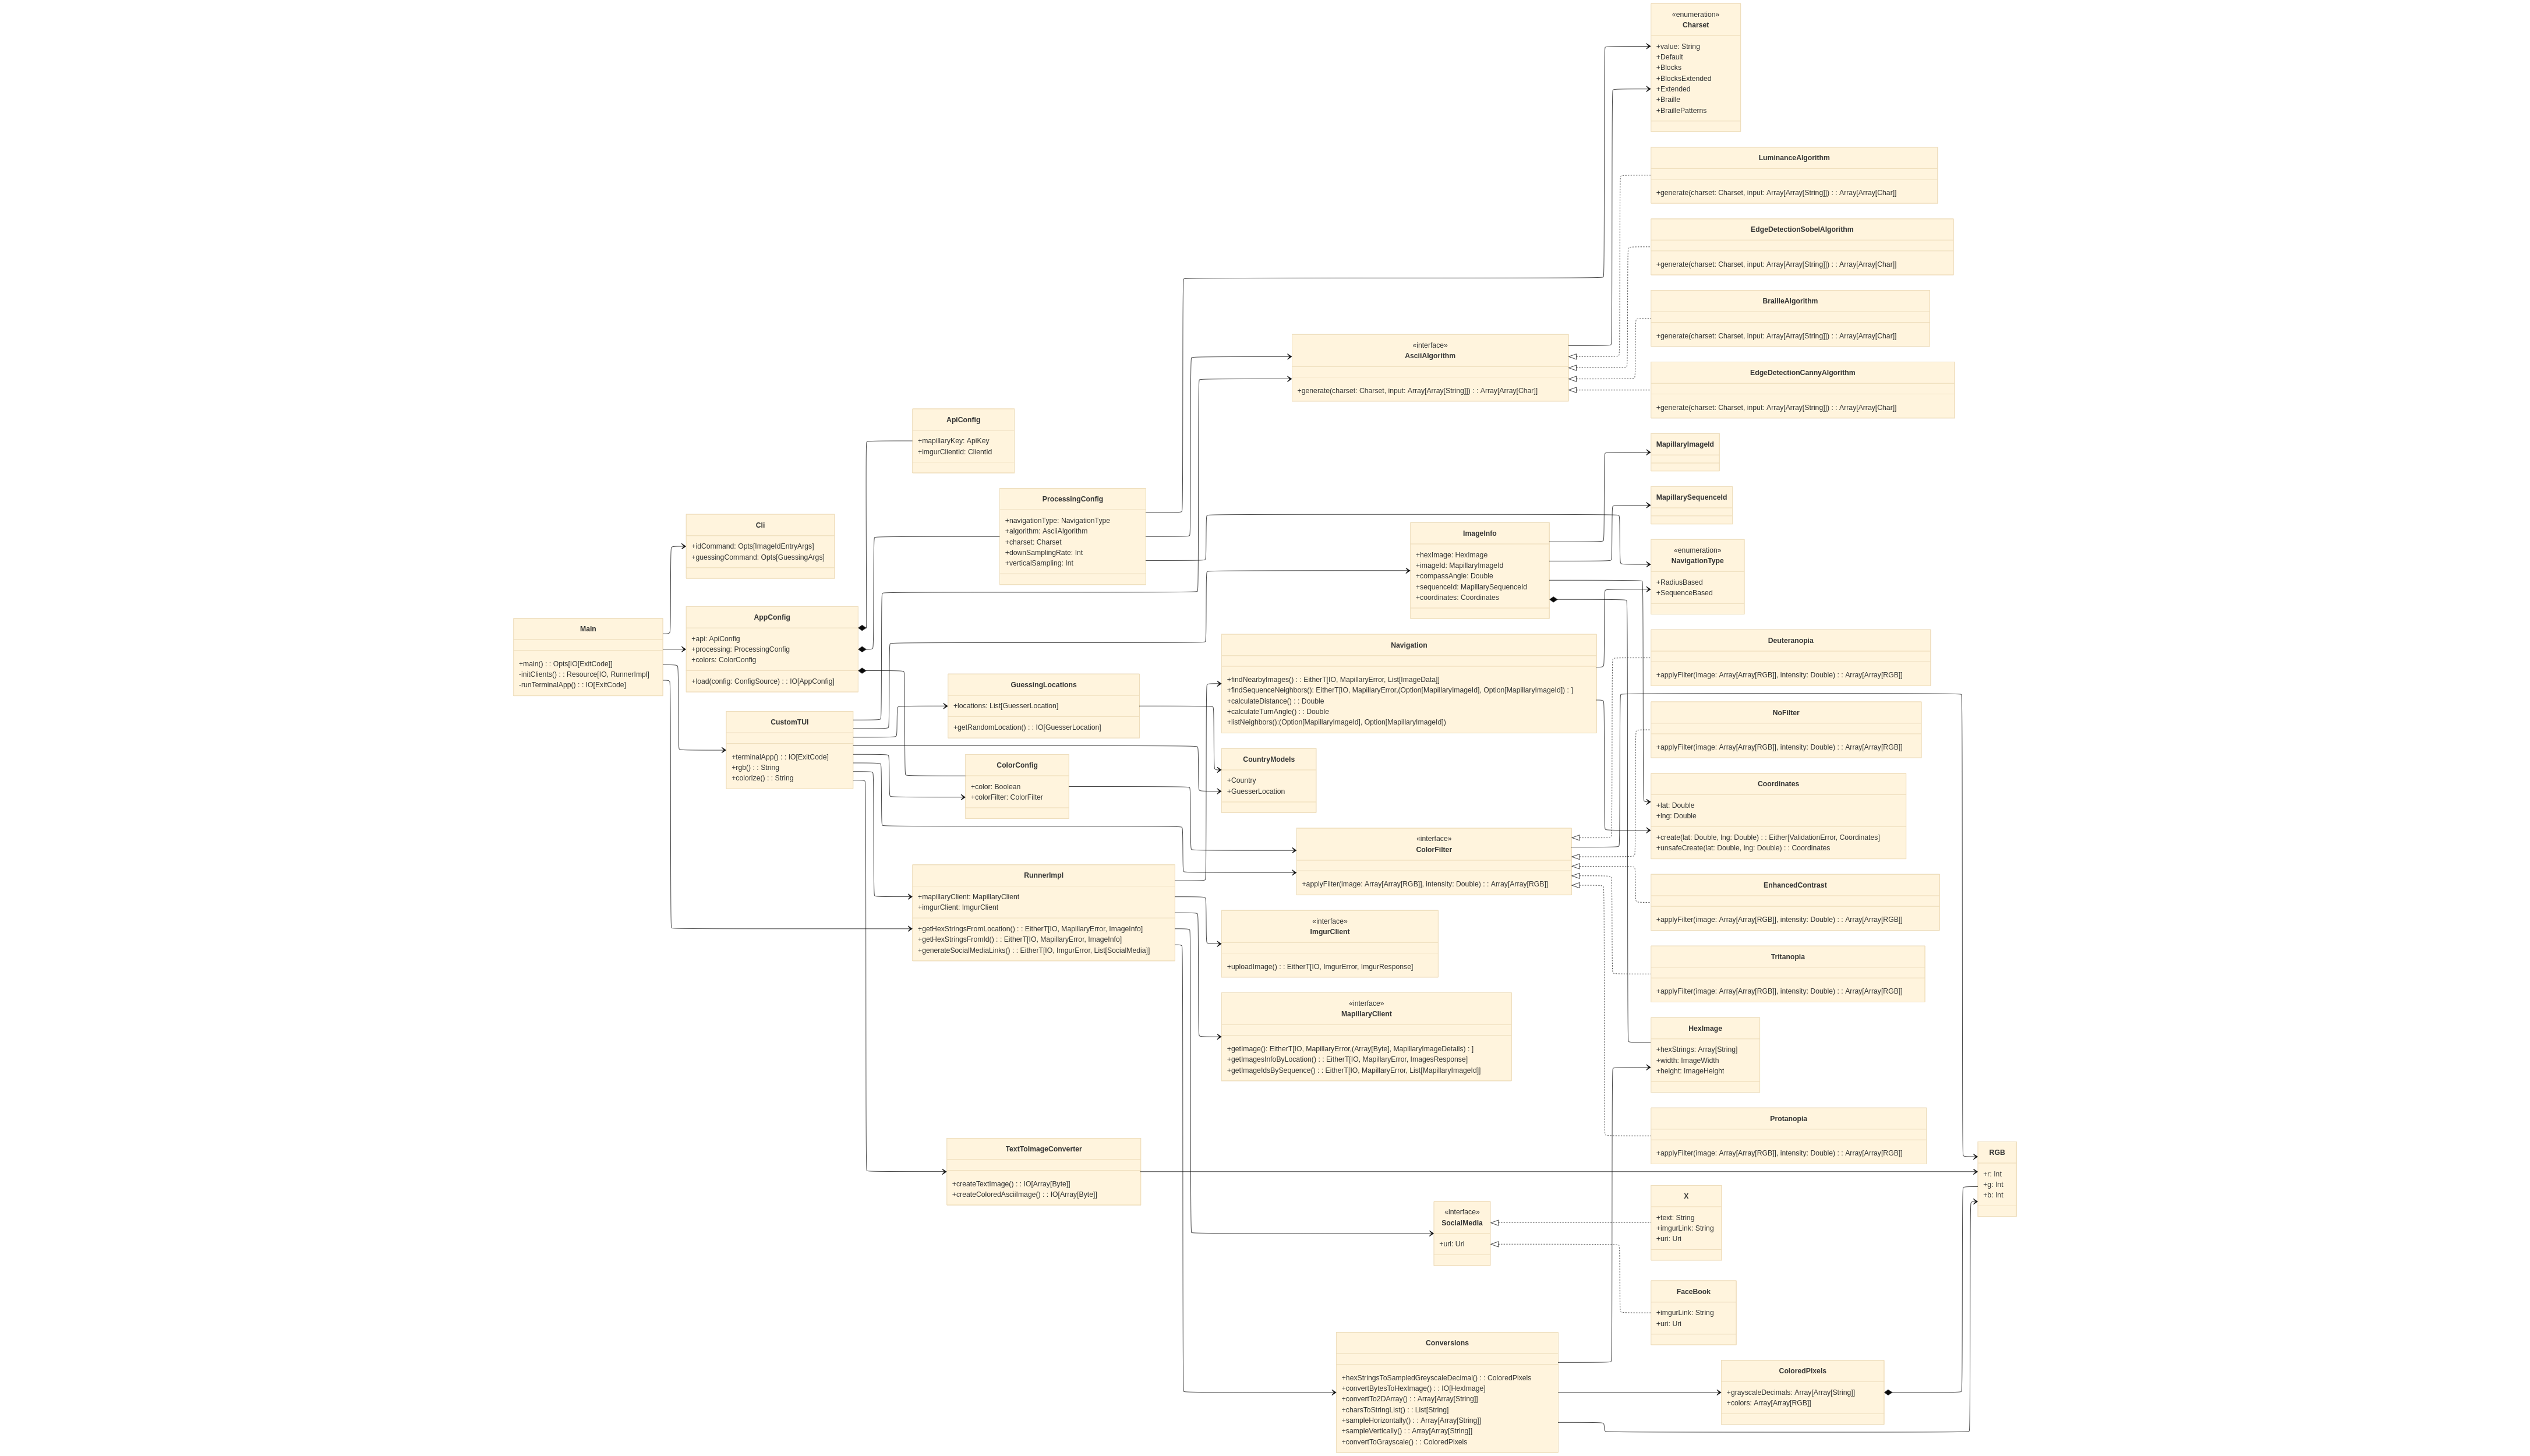 «enumeration»
Charset
+value: String
+Default
+Blocks
+BlocksExtended
+Extended
+Braille
+BraillePatterns
LuminanceAlgorithm
+generate(charset: Charset, input: Array[Array[String]]) : : Array[Array[Char]]
EdgeDetectionSobelAlgorithm
+generate(charset: Charset, input: Array[Array[String]]) : : Array[Array[Char]]
BrailleAlgorithm
+generate(charset: Charset, input: Array[Array[String]]) : : Array[Array[Char]]
«interface»
AsciiAlgorithm
+generate(charset: Charset, input: Array[Array[String]]) : : Array[Array[Char]]
EdgeDetectionCannyAlgorithm
+generate(charset: Charset, input: Array[Array[String]]) : : Array[Array[Char]]
ApiConfig
+mapillaryKey: ApiKey
+imgurClientId: ClientId
MapillaryImageId
ProcessingConfig
+navigationType: NavigationType
+algorithm: AsciiAlgorithm
+charset: Charset
+downSamplingRate: Int
+verticalSampling: Int
MapillarySequenceId
Cli
+idCommand: Opts[ImageIdEntryArgs]
+guessingCommand: Opts[GuessingArgs]
ImageInfo
+hexImage: HexImage
+imageId: MapillaryImageId
+compassAngle: Double
+sequenceId: MapillarySequenceId
+coordinates: Coordinates
«enumeration»
NavigationType
+RadiusBased
+SequenceBased
AppConfig
+api: ApiConfig
+processing: ProcessingConfig
+colors: ColorConfig
+load(config: ConfigSource) : : IO[AppConfig]
Main
+main() : : Opts[IO[ExitCode]]
-initClients() : : Resource[IO, RunnerImpl]
-runTerminalApp() : : IO[ExitCode]
Navigation
+findNearbyImages() : : EitherT[IO, MapillaryError, List[ImageData]]
+findSequenceNeighbors(): EitherT[IO, MapillaryError,(Option[MapillaryImageId], Option[MapillaryImageId]) : ]
+calculateDistance() : : Double
+calculateTurnAngle() : : Double
+listNeighbors():(Option[MapillaryImageId], Option[MapillaryImageId])
Deuteranopia
+applyFilter(image: Array[Array[RGB]], intensity: Double) : : Array[Array[RGB]]
GuessingLocations
+locations: List[GuesserLocation]
+getRandomLocation() : : IO[GuesserLocation]
NoFilter
+applyFilter(image: Array[Array[RGB]], intensity: Double) : : Array[Array[RGB]]
CustomTUI
+terminalApp() : : IO[ExitCode]
+rgb() : : String
+colorize() : : String
CountryModels
+Country
+GuesserLocation
ColorConfig
+color: Boolean
+colorFilter: ColorFilter
Coordinates
+lat: Double
+lng: Double
+create(lat: Double, lng: Double) : : Either[ValidationError, Coordinates]
+unsafeCreate(lat: Double, lng: Double) : : Coordinates
«interface»
ColorFilter
+applyFilter(image: Array[Array[RGB]], intensity: Double) : : Array[Array[RGB]]
RunnerImpl
+mapillaryClient: MapillaryClient
+imgurClient: ImgurClient
+getHexStringsFromLocation() : : EitherT[IO, MapillaryError, ImageInfo]
+getHexStringsFromId() : : EitherT[IO, MapillaryError, ImageInfo]
+generateSocialMediaLinks() : : EitherT[IO, ImgurError, List[SocialMedia]]
EnhancedContrast
+applyFilter(image: Array[Array[RGB]], intensity: Double) : : Array[Array[RGB]]
«interface»
ImgurClient
+uploadImage() : : EitherT[IO, ImgurError, ImgurResponse]
Tritanopia
+applyFilter(image: Array[Array[RGB]], intensity: Double) : : Array[Array[RGB]]
«interface»
MapillaryClient
+getImage(): EitherT[IO, MapillaryError,(Array[Byte], MapillaryImageDetails) : ]
+getImagesInfoByLocation() : : EitherT[IO, MapillaryError, ImagesResponse]
+getImageIdsBySequence() : : EitherT[IO, MapillaryError, List[MapillaryImageId]]
HexImage
+hexStrings: Array[String]
+width: ImageWidth
+height: ImageHeight
Protanopia
+applyFilter(image: Array[Array[RGB]], intensity: Double) : : Array[Array[RGB]]
TextToImageConverter
+createTextImage() : : IO[Array[Byte]]
+createColoredAsciiImage() : : IO[Array[Byte]]
RGB
+r: Int
+g: Int
+b: Int
X
+text: String
+imgurLink: String
+uri: Uri
«interface»
SocialMedia
+uri: Uri
FaceBook
+imgurLink: String
+uri: Uri
Conversions
+hexStringsToSampledGreyscaleDecimal() : : ColoredPixels
+convertBytesToHexImage() : : IO[HexImage]
+convertTo2DArray() : : Array[Array[String]]
+charsToStringList() : : List[String]
+sampleHorizontally() : : Array[Array[String]]
+sampleVertically() : : Array[Array[String]]
+convertToGrayscale() : : ColoredPixels
ColoredPixels
+grayscaleDecimals: Array[Array[String]]
+colors: Array[Array[RGB]]